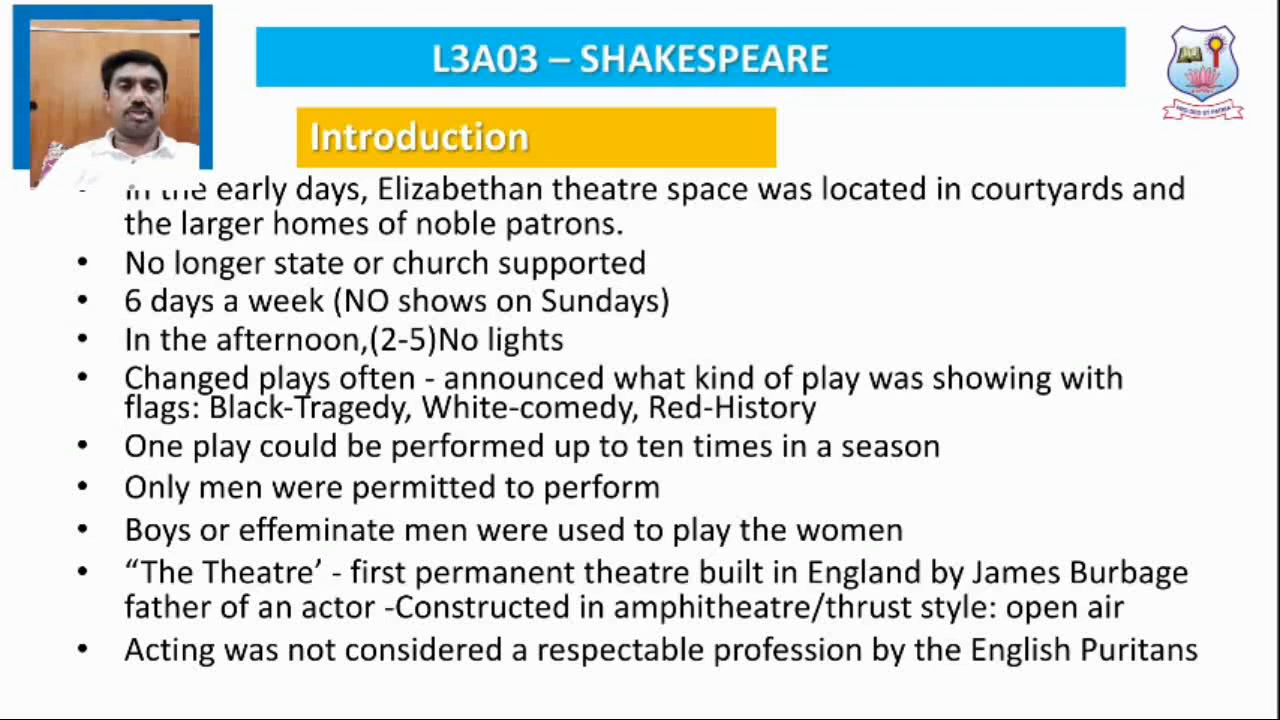 L3A03 – SHAKESPEARE
Introduction
In the early days, Elizabethan theatre space was located in courtyards and
the larger homes of noble patrons.
• No longer state or church supported
• 6 days a week (NO shows on Sundays)
• In the afternoon,(2-5)No lights
• Changed plays often - announced what kind of play was showing with
flags: Black-Tragedy, White-comedy, Red-History
• One play could be performed up to ten times in a season
• Only men were permitted to perform
• Boys or effeminate men were used to play the women
• “The Theatre’ - first permanent theatre built in England by James Burbage
father of an actor -Constructed in amphitheatre/thrust style: open air
• Acting was not considered a respectable profession by the English Puritans